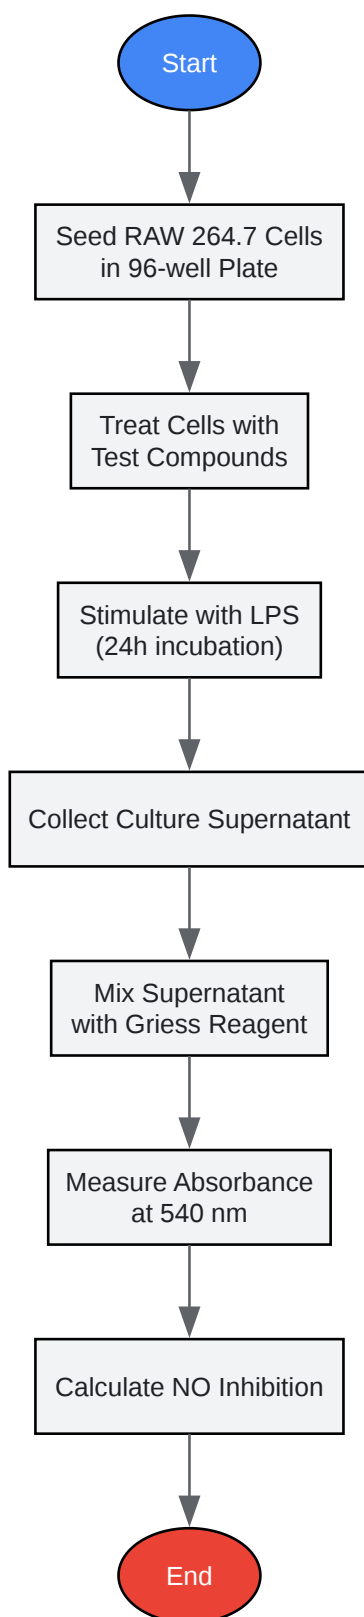 Start
Seed RAW 264.7 Cells
in 96-well Plate
Treat Cells with
Test Compounds
Stimulate with LPS
(24h incubation)
Collect Culture Supernatant
Mix Supernatant
with Griess Reagent
Measure Absorbance
at 540 nm
Calculate NO Inhibition
End